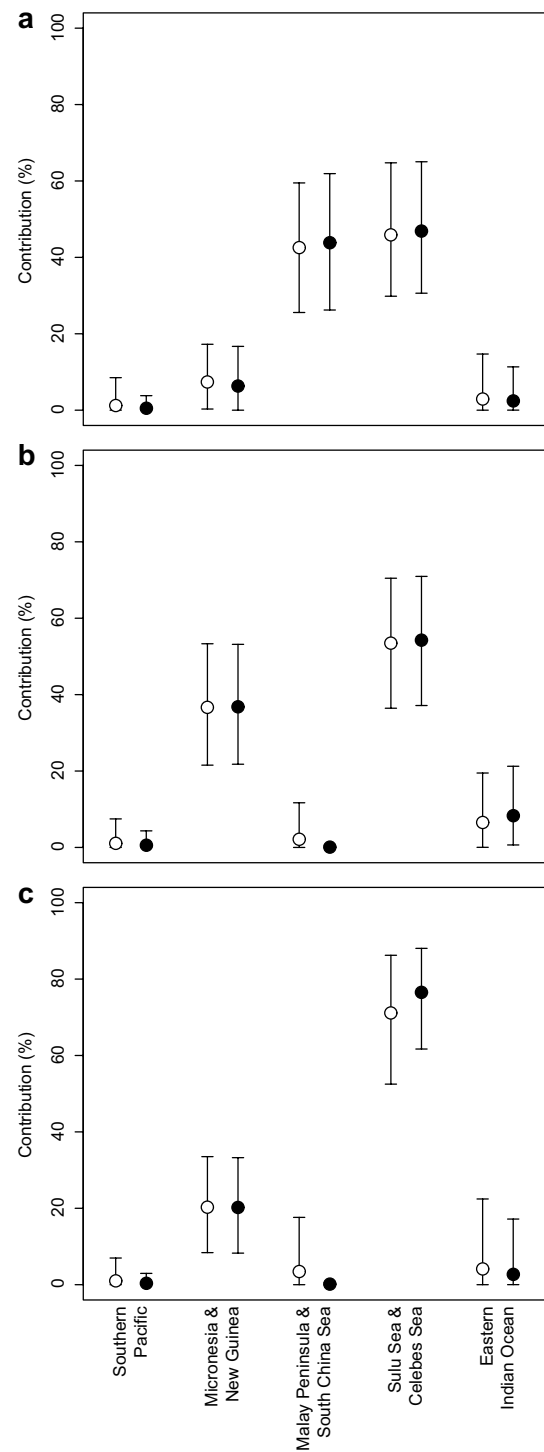 a
100
80
60
40
20
0
Contribution (%)
b
100
80
60
40
20
0
Contribution (%)
c
100
80
60
40
20
0
Contribution (%)
Southern
Pacific
Micronesia &
New Guinea
Malay Peninsula &
South China Sea
Sulu Sea &
Celebes Sea
Eastern
Indian Ocean